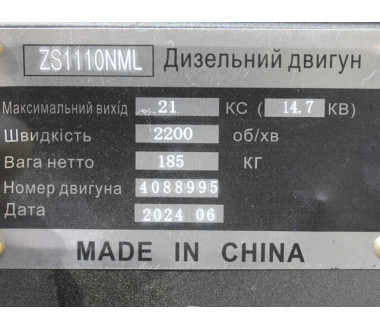 ZS1110NML Дизельний двигун
Максимальний вихід 21 КС ( 14.7 КВ)
Швидкість 2200 об/хв
Вага нетто 185 КГ
Номер двигуна 4088995
Дата 2024 06
MADE IN CHINA